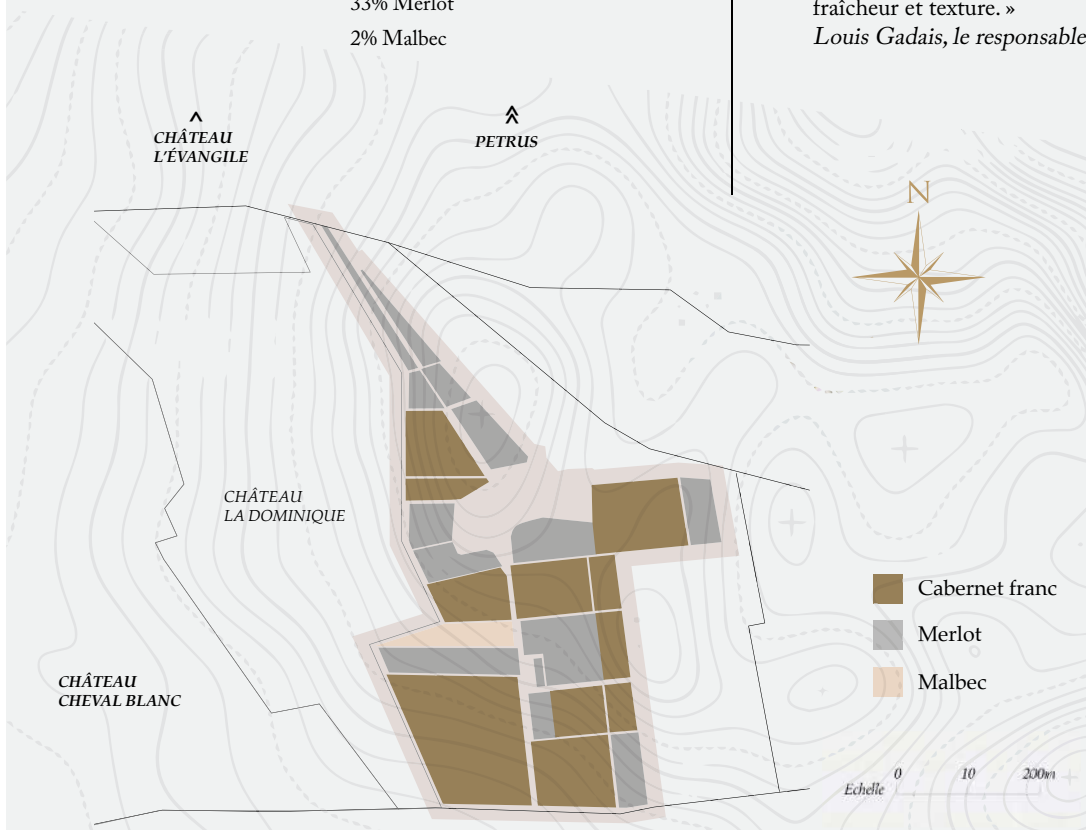 33% Merlot
2% Malbec
fraîcheur et texture. »
Louis Gadais, le responsable
CHÂTEAU
L'ÉVANGILE
PETRUS
N
CHÂTEAU
LA DOMINIQUE
Cabernet franc
Merlot
Malbec
CHÂTEAU
CHEVAL BLANC
Echelle
0
10
200m